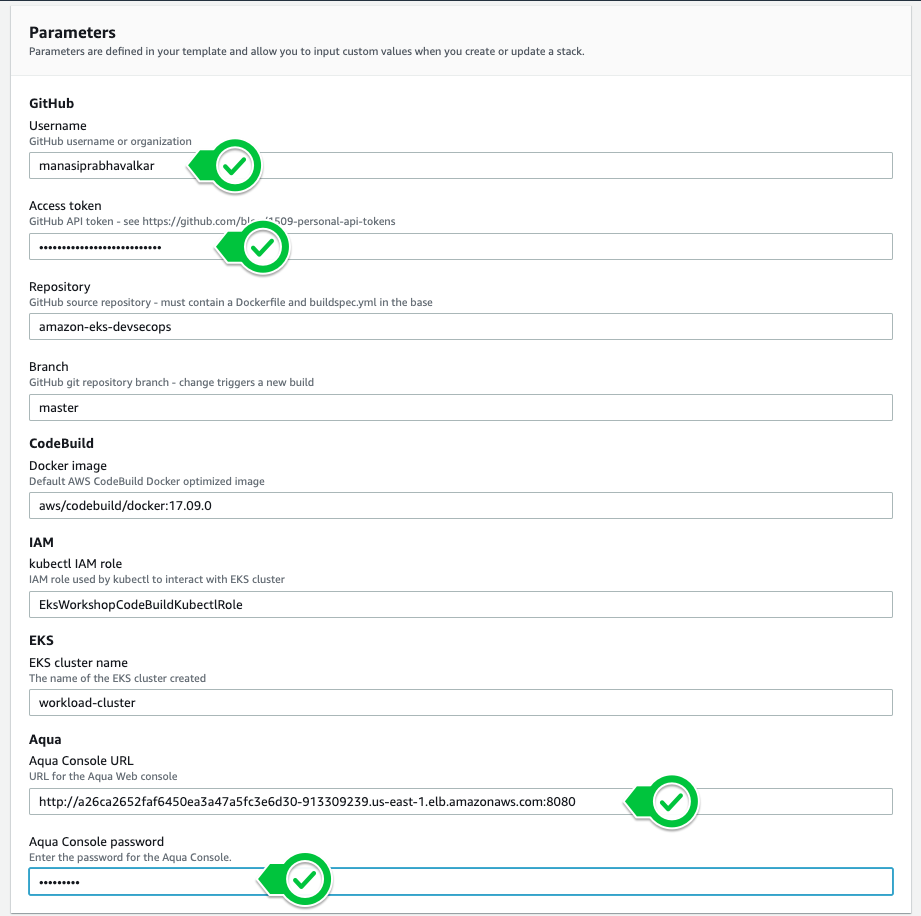 Parameters
Parameters are defined in your template and allow you to input custom values when you create or update a stack.
GitHub
Username
GitHub username or organization
manasiprabhavalkar
Access token
GitHub API token - see https://github.com/blog/1509-personal-api-tokens
•••••••••••••••••••••••••••
Repository
GitHub source repository - must contain a Dockerfile and buildspec.yml in the base
amazon-eks-devsecops
Branch
GitHub git repository branch - change triggers a new build
master
CodeBuild
Docker image
Default AWS CodeBuild Docker optimized image
aws/codebuild/docker:17.09.0
IAM
kubectl IAM role
IAM role used by kubectl to interact with EKS cluster
EksWorkshopCodeBuildKubectlRole
EKS
EKS cluster name
The name of the EKS cluster created
workload-cluster
Aqua
Aqua Console URL
URL for the Aqua Web console
http://a26ca2652faf6450ea3a47a5fc3e6d30-913309239.us-east-1.elb.amazonaws.com:8080
Aqua Console password
Enter the password for the Aqua Console.
•••••••••